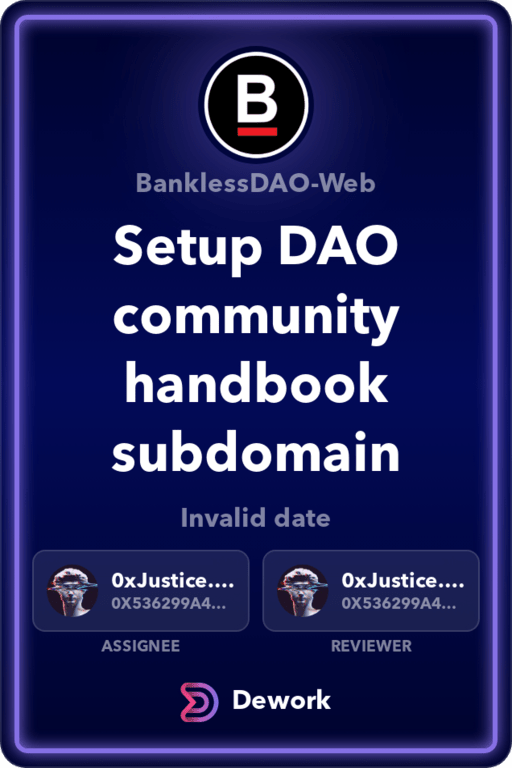 B
BanklessDAO-Web
Setup DAO
community
handbook
subdomain
Invalid date
0xJustice....
0X536299A4...
ASSIGNEE
0xJustice....
0X536299A4...
REVIEWER
Dework